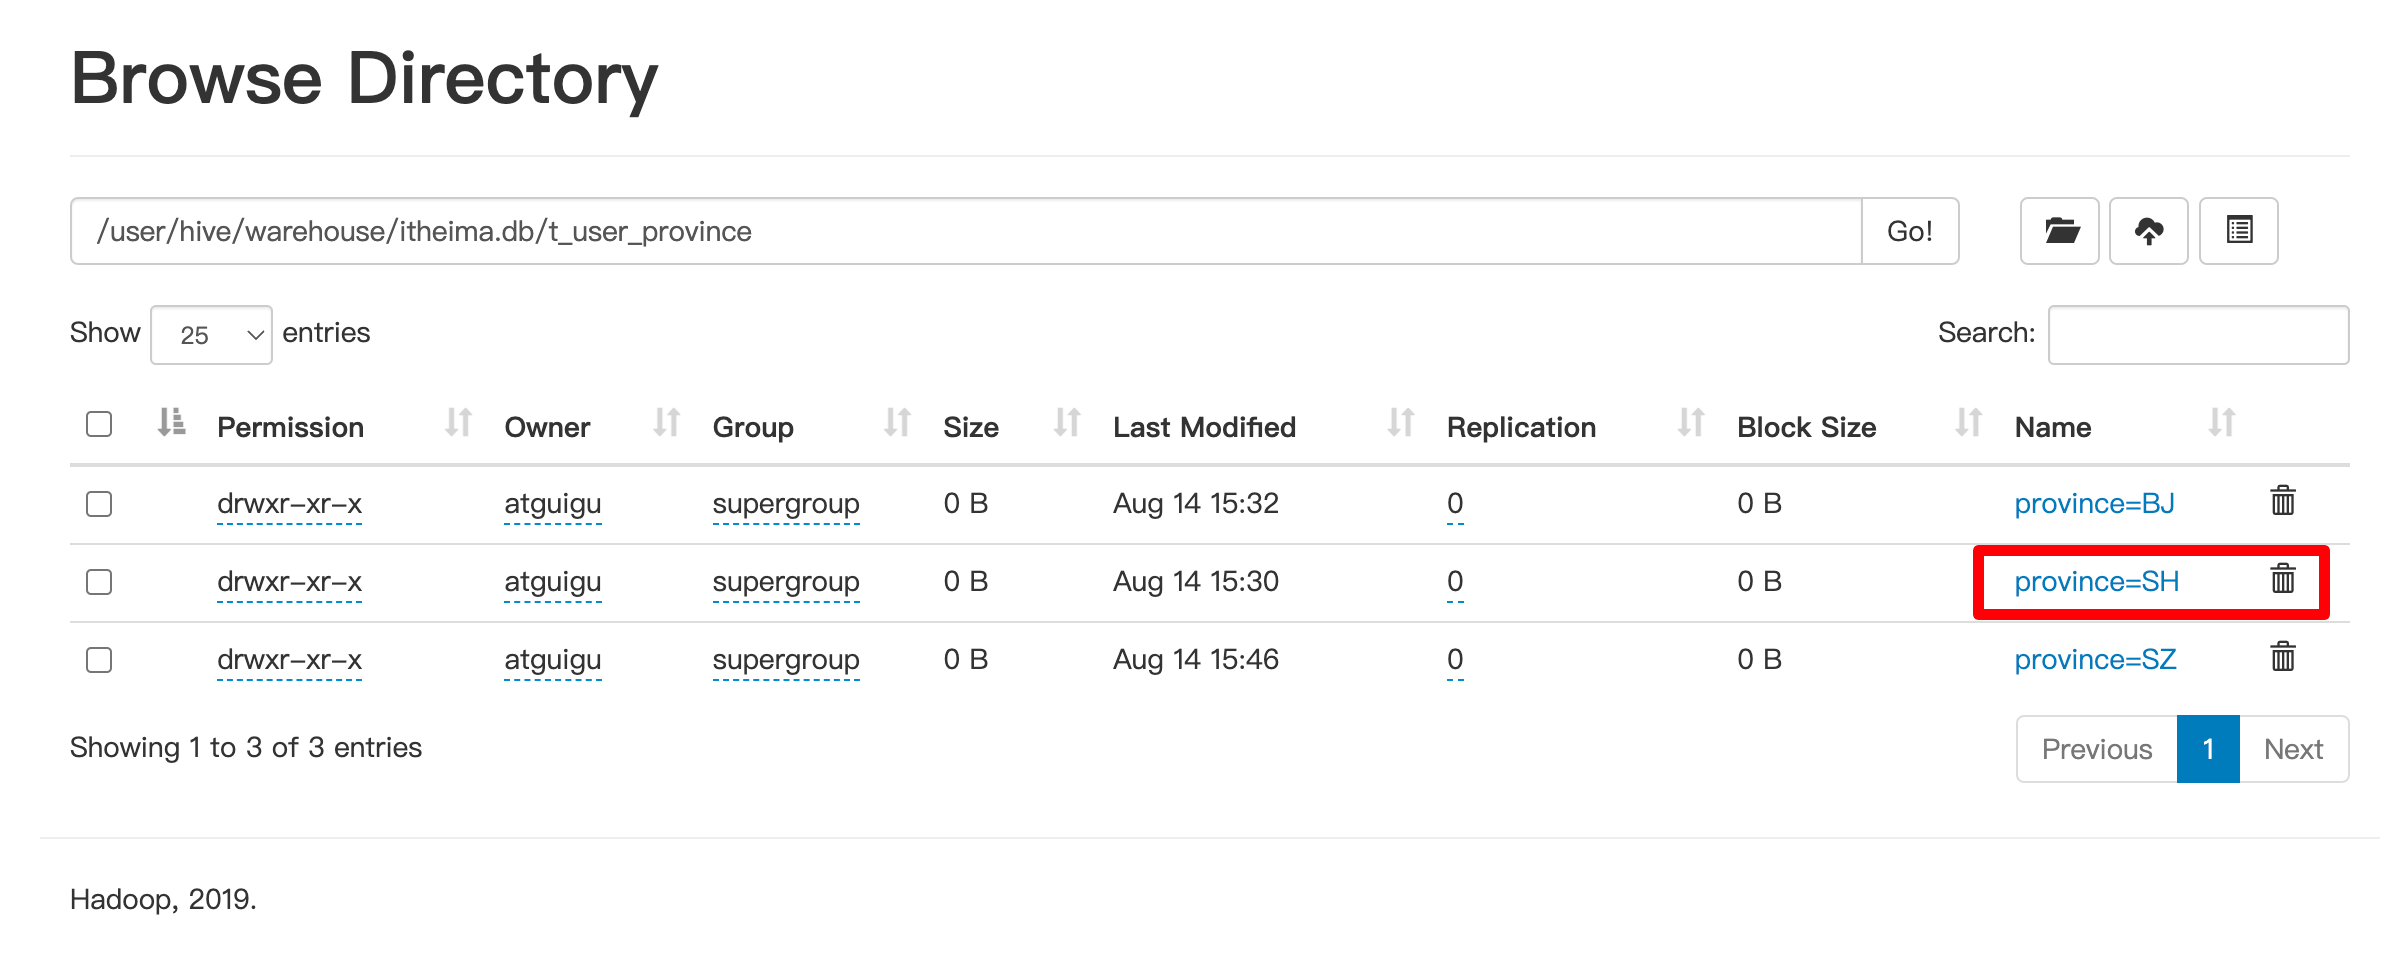 Browse Directory
/user/hive/warehouse/itheima.db/t_user_province Go!
Show 25 entries Search:
Permission Owner Group Size Last Modified Replication Block Size Name
drwxr-xr-x atguigu supergroup 0 B Aug 14 15:32 0 0 B province=BJ
drwxr-xr-x atguigu supergroup 0 B Aug 14 15:30 0 0 B province=SH
drwxr-xr-x atguigu supergroup 0 B Aug 14 15:46 0 0 B province=SZ
Showing 1 to 3 of 3 entries Previous 1 Next
Hadoop, 2019.